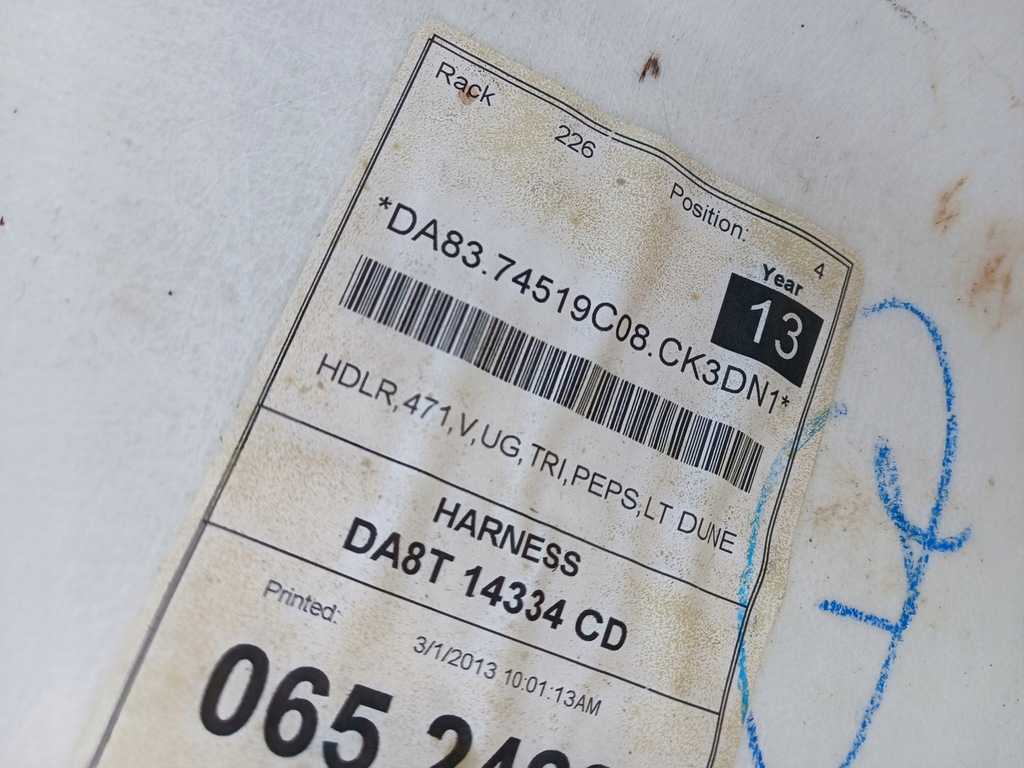 Rack 226 Position: 4
Year
13
*DA83.74519C08.CK3DN1*
HDLR,471,V,UG,TRI,PEPS,LT DUNE
HARNESS
DA8T 14334 CD
Printed: 3/1/2013 10:01:13AM
065